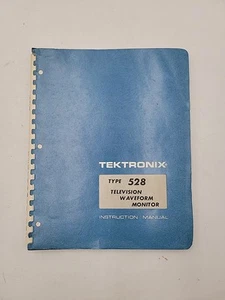 TEKTRONIX
TYPE 528
TELEVISION
WAVEFORM
MONITOR
INSTRUCTION MANUAL